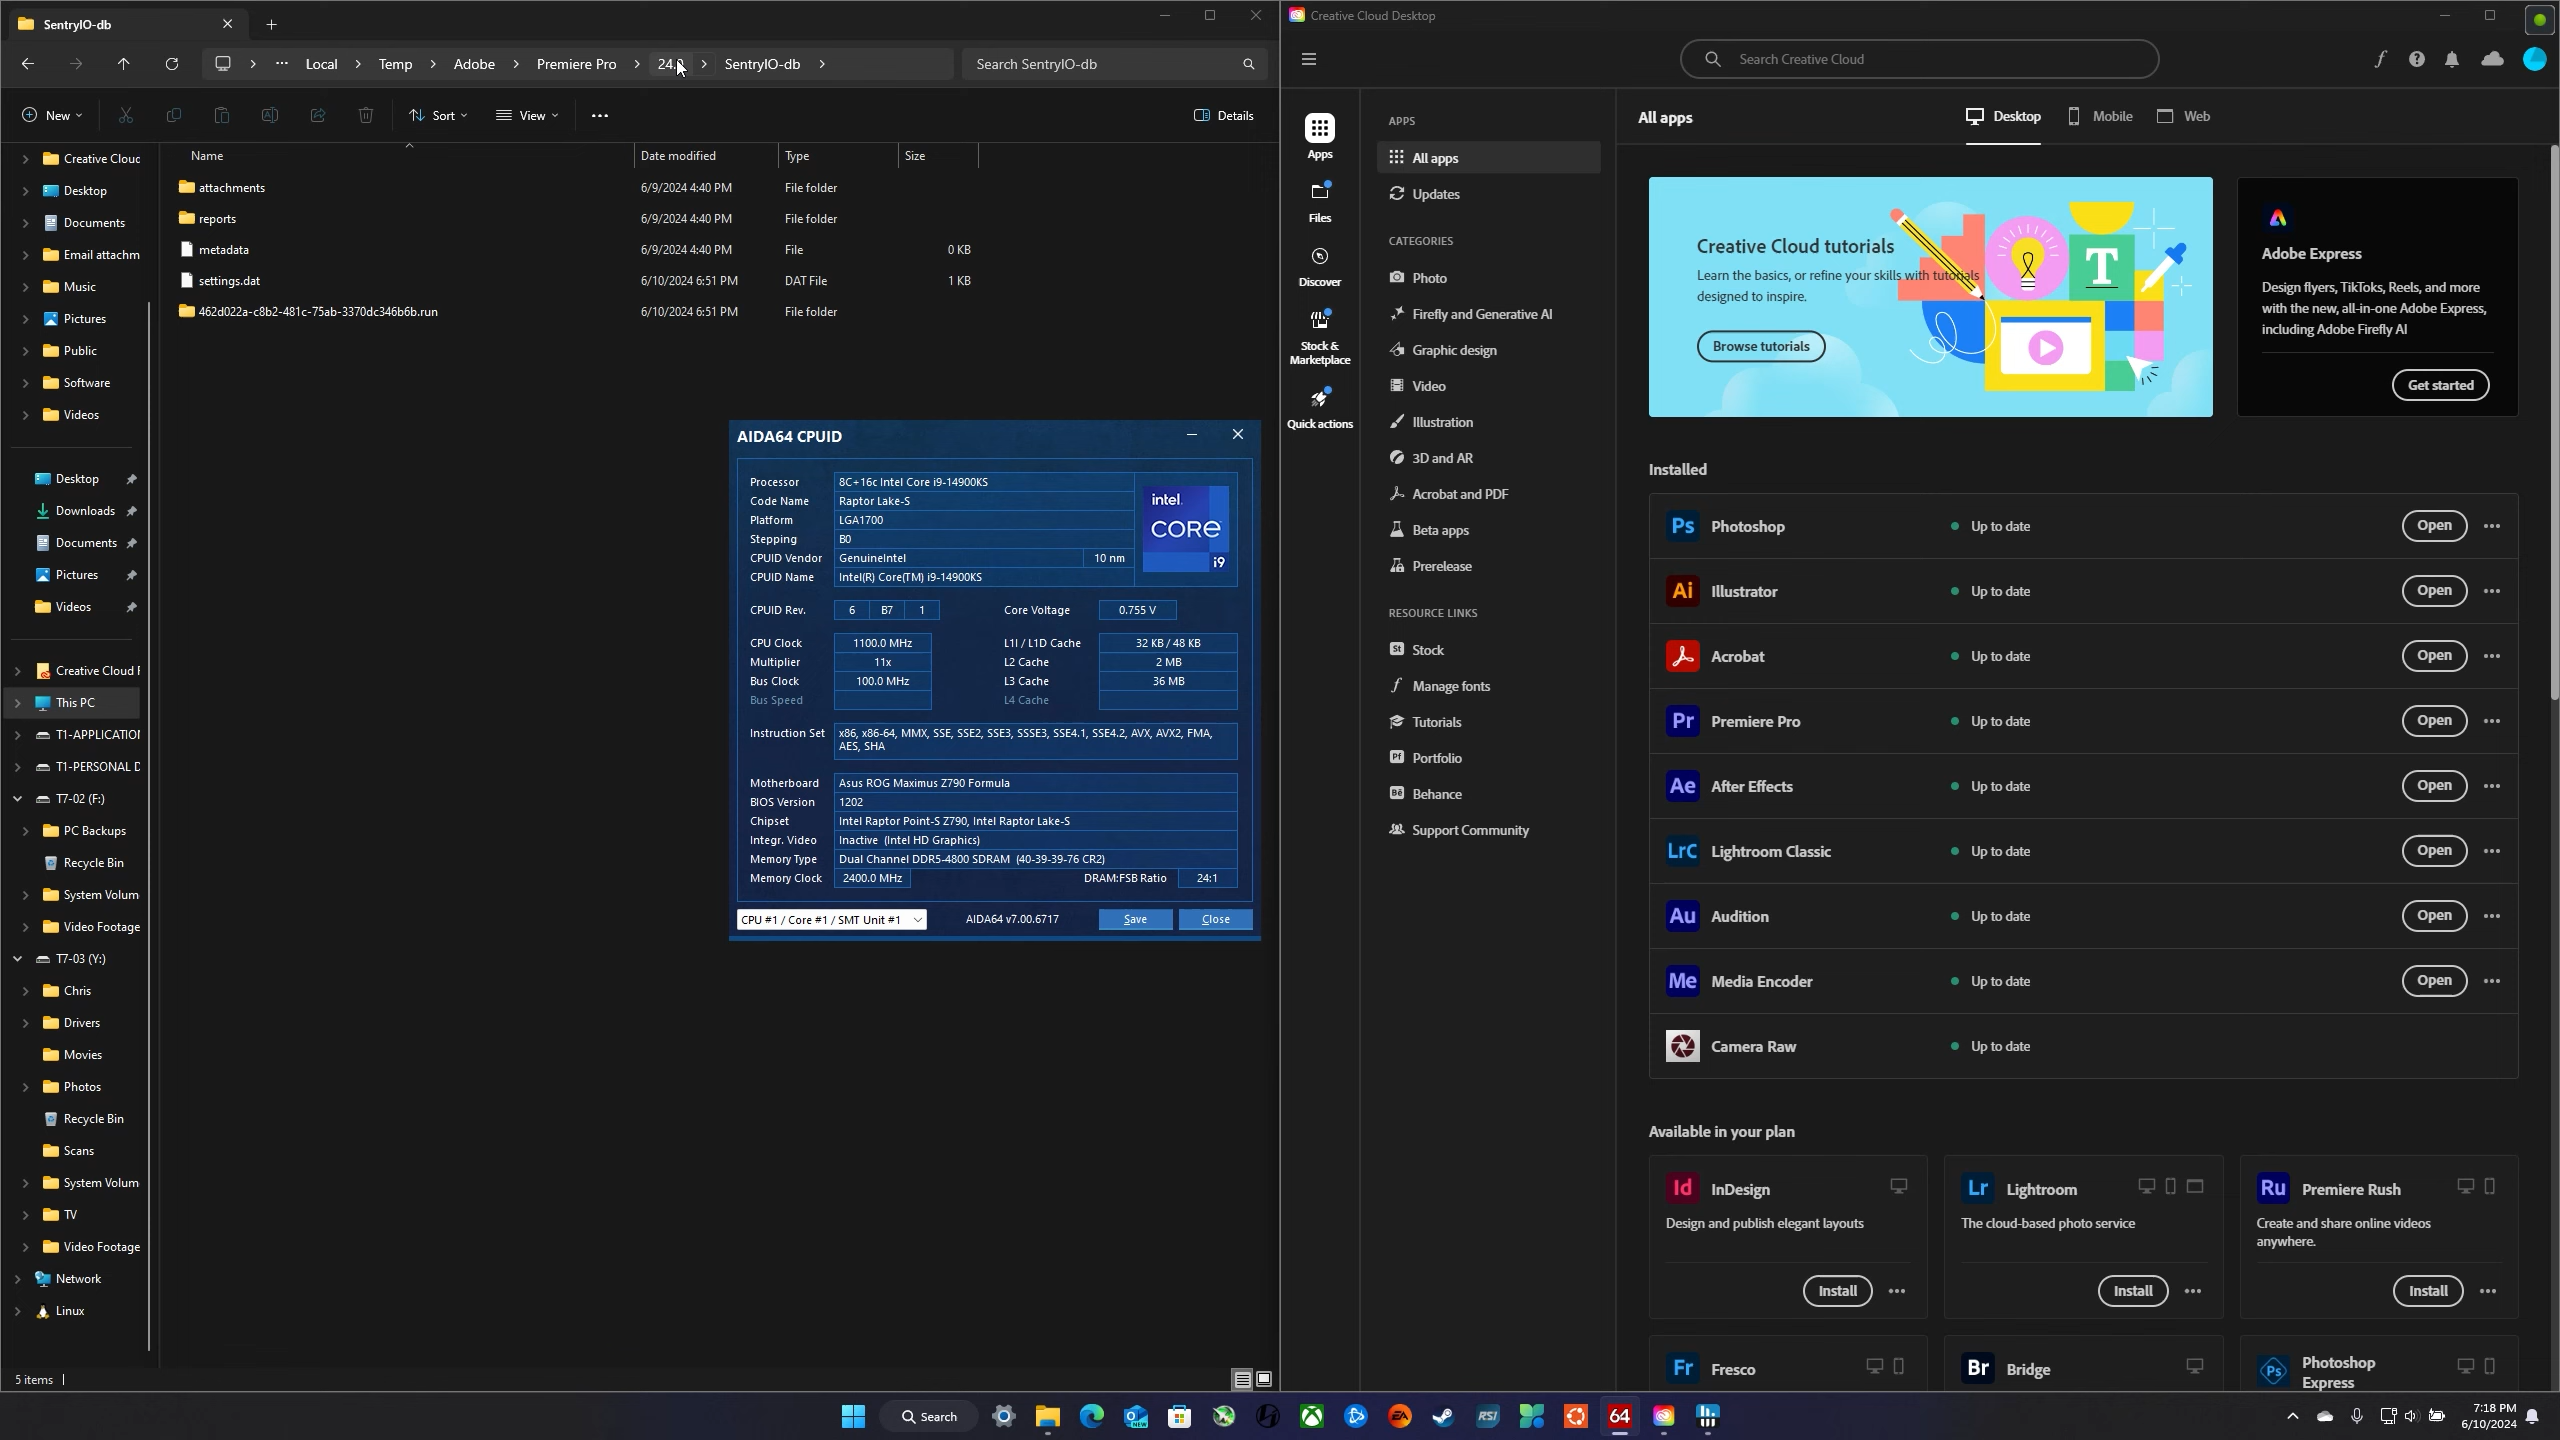 SentryIO-db
Local
Temp
Adobe
Premiere Pro
SentryIO-db
Search SentryIO-db
New
Sort
View
Details
Name
Date modified
Type
Size
attachments
6/9/2024 4:40 PM
File folder
reports
6/9/2024 4:40 PM
File folder
metadata
6/9/2024 4:40 PM
File
0 KB
settings.dat
6/10/2024 6:51 PM
DAT File
1 KB
462d022a-c8b2-481c-75ab-3370dc346b6b.run
6/10/2024 6:51 PM
File folder
Creative Cloud
Desktop
Documents
Email attachm
Music
Pictures
Public
Software
Videos
Desktop
Downloads
Documents
Pictures
Videos
Creative Cloud F
This PC
T1-APPLICATION
T1-PERSONAL D
T7-02 (F:)
PC Backups
Recycle Bin
System Volum
Video Footage
T7-03 (Y:)
Chris
Drivers
Movies
Photos
Recycle Bin
Scans
System Volum
TV
Video Footage
Network
Linux
5 items
AIDA64 CPUID
Processor
8C+16c Intel Core i9-14900KS
Code Name
Raptor Lake-S
Platform
LGA1700
Stepping
B0
CPUID Vendor
GenuineIntel
10 nm
CPUID Name
Intel(R) Core(TM) i9-14900KS
intel.
CORE
i9
CPUID Rev.
6
B7
1
Core Voltage
0.755 V
CPU Clock
1100.0 MHz
L1I / L1D Cache
32 KB / 48 KB
Multiplier
11x
L2 Cache
2 MB
Bus Clock
100.0 MHz
L3 Cache
36 MB
Bus Speed
L4 Cache
Instruction Set
x86, x86-64, MMX, SSE, SSE2, SSE3, SSSE3, SSE4.1, SSE4.2, AVX, AVX2, FMA,
AES, SHA
Motherboard
Asus ROG Maximus Z790 Formula
BIOS Version
1202
Chipset
Intel Raptor Point-S Z790, Intel Raptor Lake-S
Integr. Video
Inactive (Intel HD Graphics)
Memory Type
Dual Channel DDR5-4800 SDRAM (40-39-39-76 CR2)
Memory Clock
2400.0 MHz
DRAM:FSB Ratio
24:1
CPU #1 / Core #1 / SMT Unit #1
AIDA64 v7.00.6717
Save
Close
Creative Cloud Desktop
Search Creative Cloud
Apps
Files
Discover
Stock &
Marketplace
Quick actions
APPS
All apps
Updates
CATEGORIES
Photo
Firefly and Generative AI
Graphic design
Video
Illustration
3D and AR
Acrobat and PDF
Beta apps
Prerelease
RESOURCE LINKS
St Stock
Manage fonts
Tutorials
Pf Portfolio
Bē Behance
Support Community
All apps
Desktop
Mobile
Web
Creative Cloud tutorials
Learn the basics, or refine your skills with tutorials
designed to inspire.
Browse tutorials
T
Adobe Express
Design flyers, TikToks, Reels, and more
with the new, all-in-one Adobe Express,
including Adobe Firefly AI
Get started
Installed
Ps Photoshop
Up to date
Open
Ai Illustrator
Up to date
Open
Acrobat
Up to date
Open
Pr Premiere Pro
Up to date
Open
Ae After Effects
Up to date
Open
LrC Lightroom Classic
Up to date
Open
Au Audition
Up to date
Open
Me Media Encoder
Up to date
Open
Camera Raw
Up to date
Available in your plan
Id InDesign
Design and publish elegant layouts
Install
Lr Lightroom
The cloud-based photo service
Install
Ru Premiere Rush
Create and share online videos
anywhere.
Install
Fr Fresco
Br Bridge
Ps Photoshop
Express
Search
NEW
EA
RSI
64
7:18 PM
6/10/2024